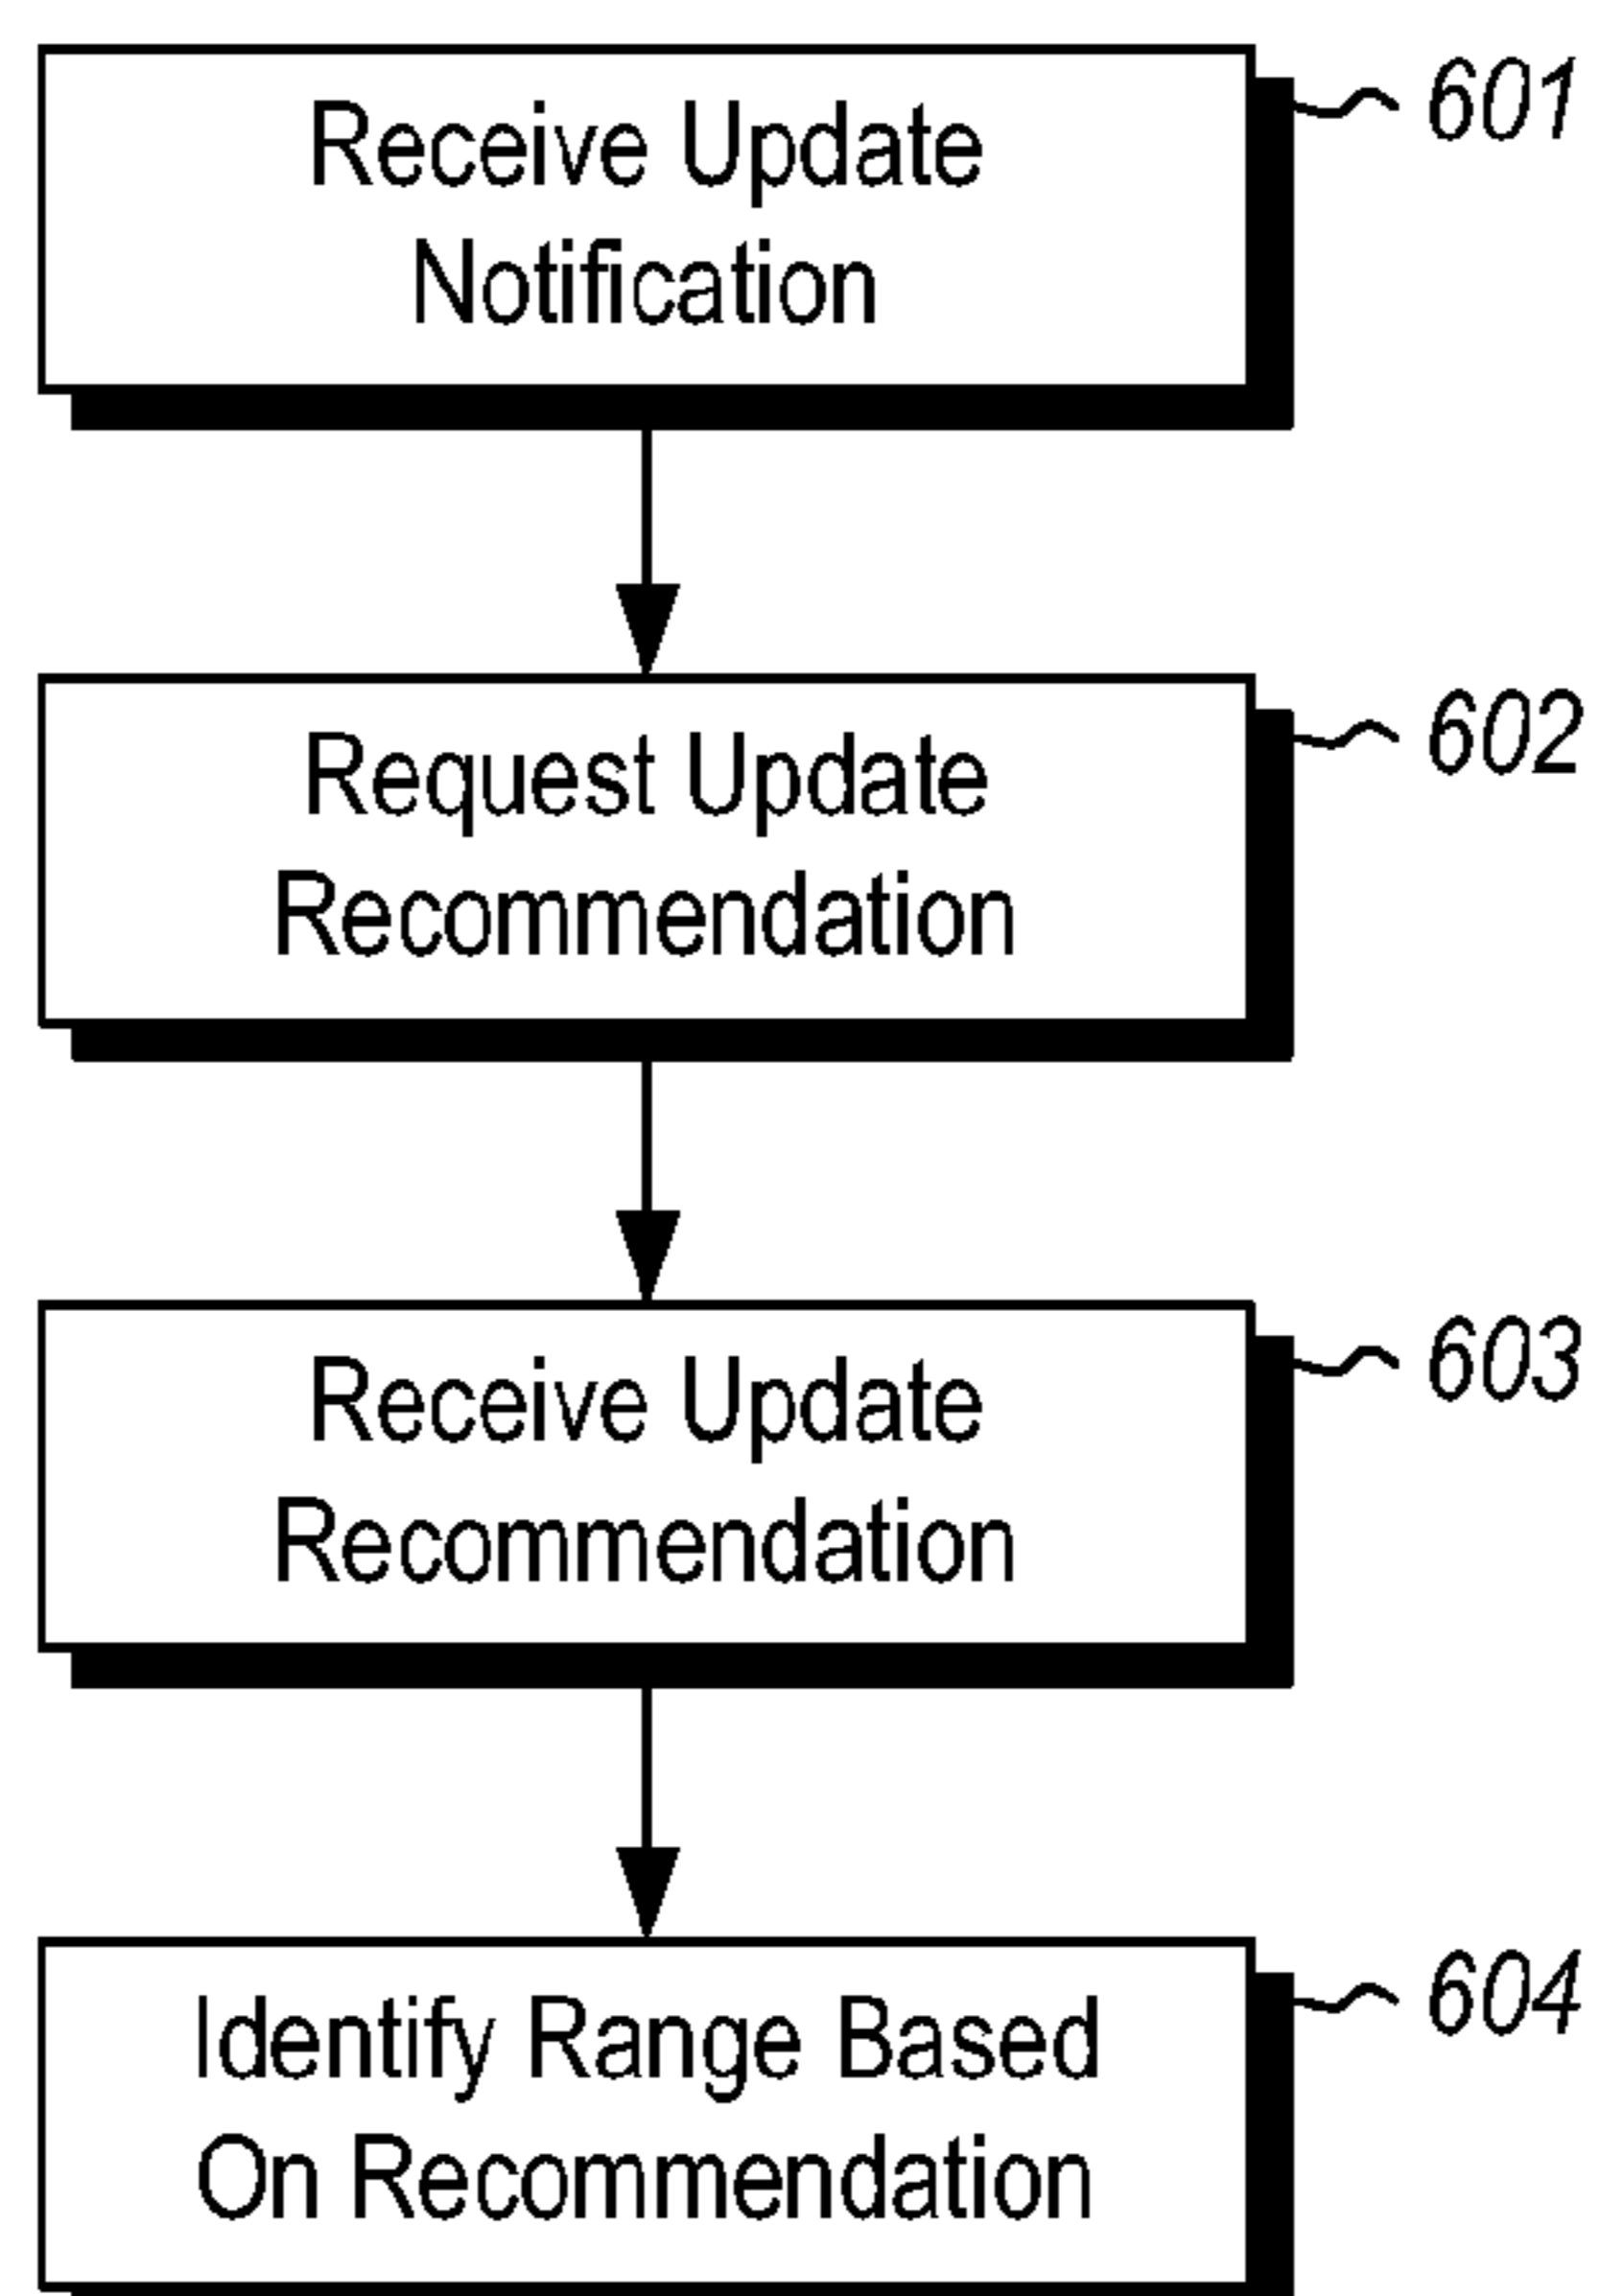 Receive Update
Notification
601
Request Update
Recommendation
602
Receive Update
Recommendation
603
Identify Range Based
On Recommendation
604